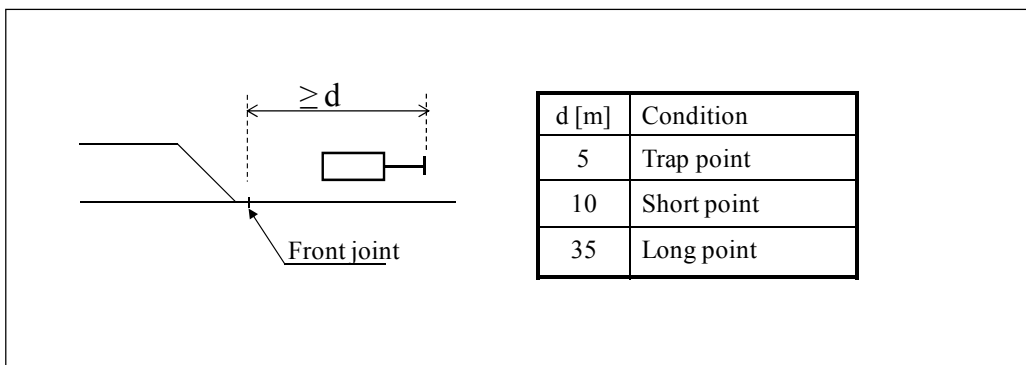 ≥ d
Front joint
d [m] Condition
5 Trap point
10 Short point
35 Long point